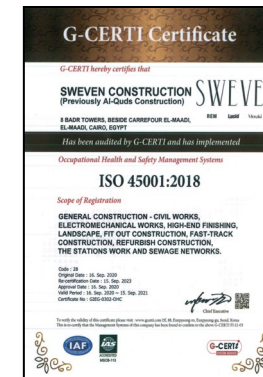 G-CERTI Certificate
G-CERTI hereby certifies that
SWEVEN CONSTRUCTION
(Previously Al-Quds Construction)
SWEVE
8 BADR TOWERS, BESIDE CARREFOUR EL-MAADI,
EL-MAADI, CAIRO, EGYPT
Has been audited by G-CERTI and has implemented
Occupational Health and Safety Management Systems
ISO 45001:2018
Scope of Registration
GENERAL CONSTRUCTION - CIVIL WORKS,
ELECTROMECHANICAL WORKS, HIGH-END FINISHING,
LANDSCAPE, FIT OUT CONSTRUCTION, FAST-TRACK
CONSTRUCTION, REFURBISH CONSTRUCTION,
THE STATIONS WORK AND SEWAGE NETWORKS.
Code : 28
Original Date : 16. Sep. 2020
Re-certification Date : 15. Sep. 2023
Approval Date : 16. Sep. 2020
Valid Period : 16. Sep. 2020 ~ 15. Sep. 2021
Certificate No : GIEG-0302-OHC
Chief Executive
IAF
IAS
ACCREDITED
G-CERTi